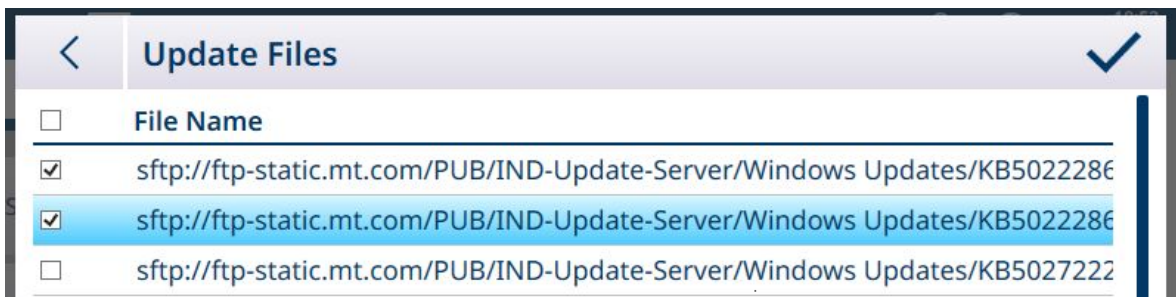 Update Files
File Name
sftp://ftp-static.mt.com/PUB/IND-Update-Server/Windows Updates/KB5022286
sftp://ftp-static.mt.com/PUB/IND-Update-Server/Windows Updates/KB5022286
sftp://ftp-static.mt.com/PUB/IND-Update-Server/Windows Updates/KB5027222